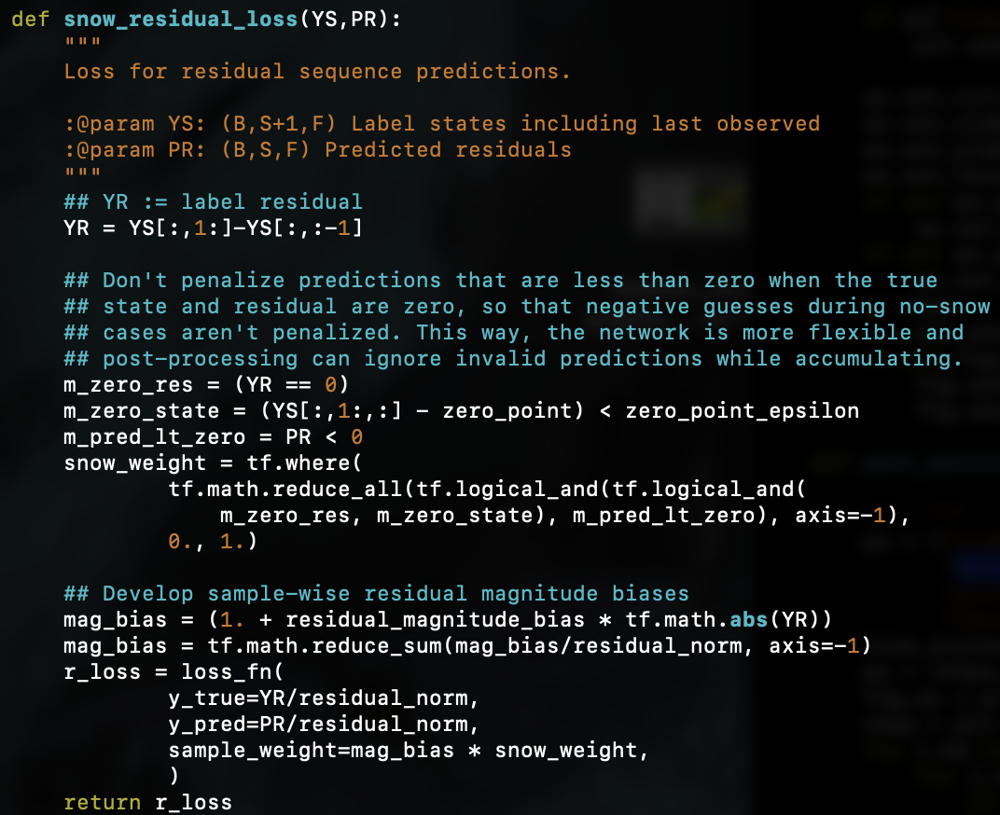 def snow_residual_loss(YS,PR):
"""
Loss for residual sequence predictions.
:@param YS: (B,S+1,F) Label states including last observed
:@param PR: (B,S,F) Predicted residuals
"""
## YR := label residual
YR = YS[:,1:]-YS[:,:-1]
## Don't penalize predictions that are less than zero when the true
## state and residual are zero, so that negative guesses during no-snow
## cases aren't penalized. This way, the network is more flexible and
## post-processing can ignore invalid predictions while accumulating.
m_zero_res = (YR == 0)
m_zero_state = (YS[:,1:,:] - zero_point) < zero_point_epsilon
m_pred_lt_zero = PR < 0
snow_weight = tf.where(
tf.math.reduce_all(tf.logical_and(tf.logical_and(
m_zero_res, m_zero_state), m_pred_lt_zero), axis=-1),
0., 1.)
## Develop sample-wise residual magnitude biases
mag_bias = (1. + residual_magnitude_bias * tf.math.abs(YR))
mag_bias = tf.math.reduce_sum(mag_bias/residual_norm, axis=-1)
r_loss = loss_fn(
y_true=YR/residual_norm,
y_pred=PR/residual_norm,
sample_weight=mag_bias * snow_weight,
)
return r_loss